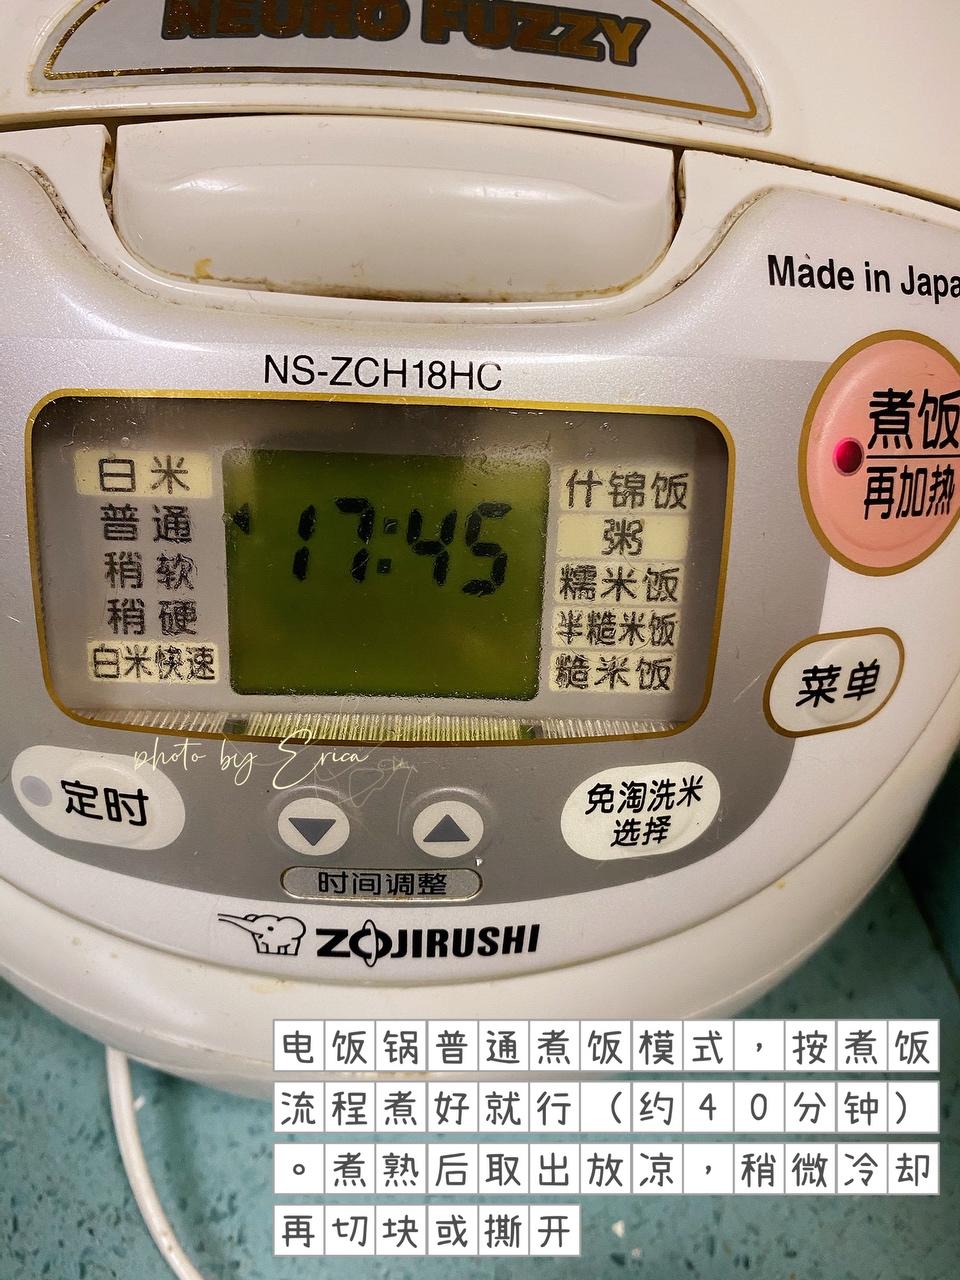 NEURO FUZZY
Made in Japa
NS-ZCH18HC
煮饭
再加热
白米
普通
稍软
稍硬
白米快速
17:45
什锦饭
粥
糯米饭
半糙米饭
糙米饭
菜单
photo by Erica
定时
免淘洗米
选择
时间调整
ZOJIRUSHI
电饭锅普通煮饭模式，按煮饭
流程煮好就行（约40分钟）
。煮熟后取出放凉，稍微冷却
再切块或撕开